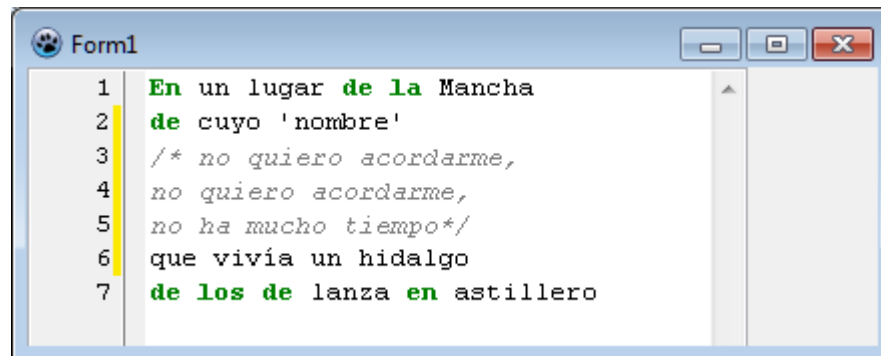 Form1
1 En un lugar de la Mancha
2 de cuyo 'nombre'
3 /* no quiero acordarme,
4 no quiero acordarme,
5 no ha mucho tiempo*/
6 que vivía un hidalgo
7 de los de lanza en astillero